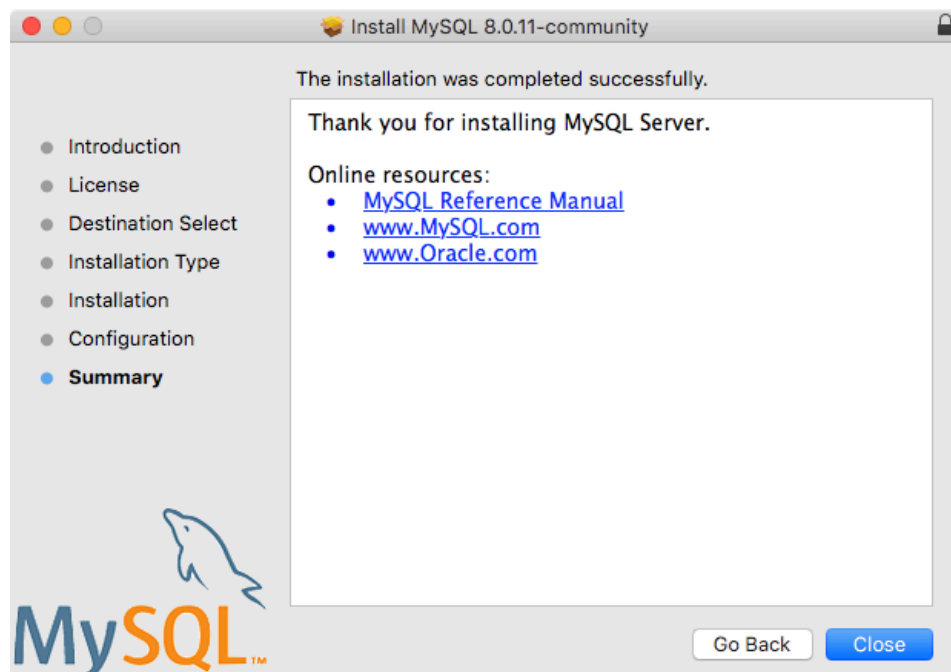 Install MySQL 8.0.11-community
The installation was completed successfully.
Introduction
License
Destination Select
Installation Type
Installation
Configuration
Summary
Thank you for installing MySQL Server.
Online resources:
• MySQL Reference Manual
• www.MySQL.com
• www.Oracle.com
MySQL™
Go Back
Close